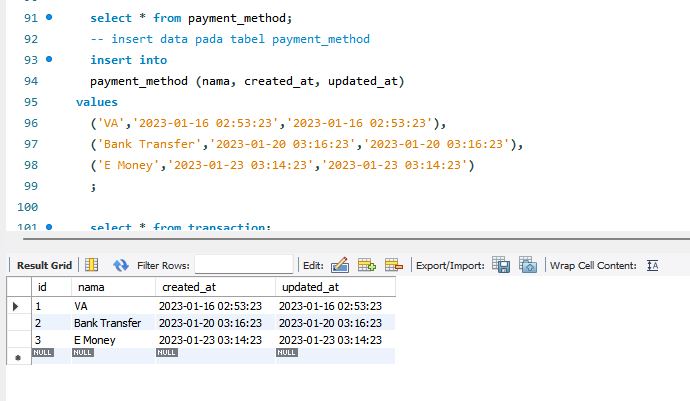 91 select * from payment_method;
92 -- insert data pada tabel payment_method
93 insert into
94 payment_method (nama, created_at, updated_at)
95 values
96 ('VA','2023-01-16 02:53:23','2023-01-16 02:53:23'),
97 ('Bank Transfer','2023-01-20 03:16:23','2023-01-20 03:16:23'),
98 ('E Money','2023-01-23 03:14:23','2023-01-23 03:14:23')
99 ;
100
101 select * from transaction;
Result Grid Filter Rows: Edit: Export/Import: Wrap Cell Content: IA
id nama created_at updated_at
1 VA 2023-01-16 02:53:23 2023-01-16 02:53:23
2 Bank Transfer 2023-01-20 03:16:23 2023-01-20 03:16:23
3 E Money 2023-01-23 03:14:23 2023-01-23 03:14:23
NULL NULL NULL NULL